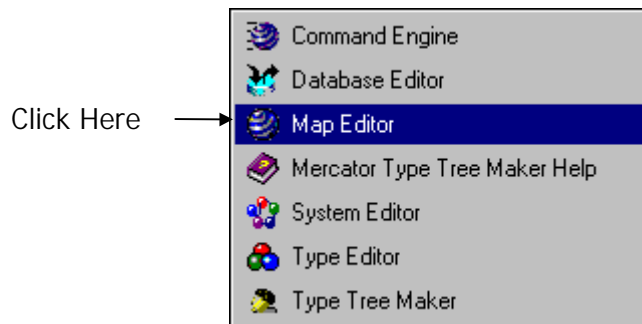 Command Engine
Database Editor
Click Here
Map Editor
Mercator Type Tree Maker Help
System Editor
Type Editor
Type Tree Maker